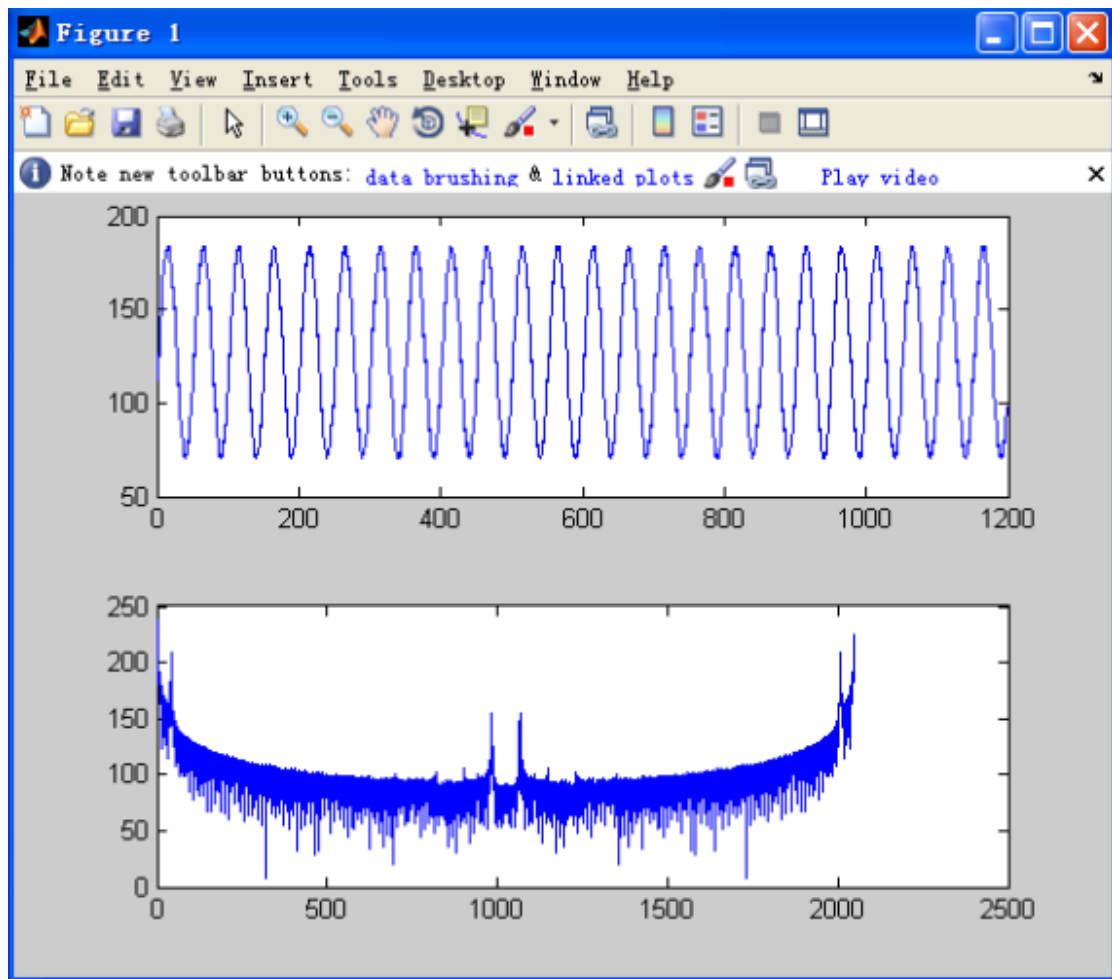 Figure 1
File Edit View Insert Tools Desktop Window Help
Note new toolbar buttons: data brushing & linked plots Play video
200
150
100
50
0 200 400 600 800 1000 1200
250
200
150
100
50
0
0 500 1000 1500 2000 2500